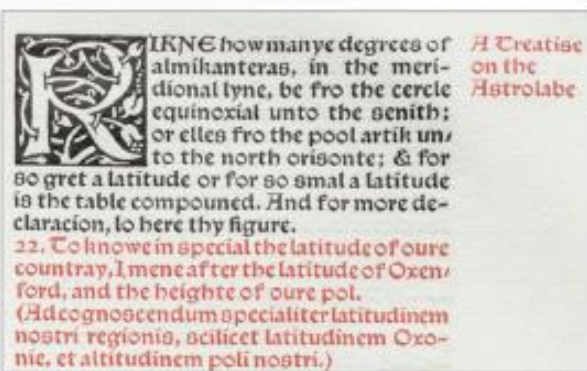 RIKNE how manye degrees of
almikanteras, in the meri-
dional lyne, be fro the cercle
equinoxial unto the senith;
or elles fro the pool artik un/
to the north orisonte; & for
so gret a latitude or for so smal a latitude
is the table compouned. And for more de-
claracion, lo here thy figure.
22. To knowe in special the latitude of oure
countray, I mene after the latitude of Oxen/
ford, and the heighte of oure pol.
(Ad cognoscendum specialiter latitudinem
nostri regionis, scilicet latitudinem Oxo-
nie, et altitudinem poli nostri.)
A Treatise
on the
Astrolabe